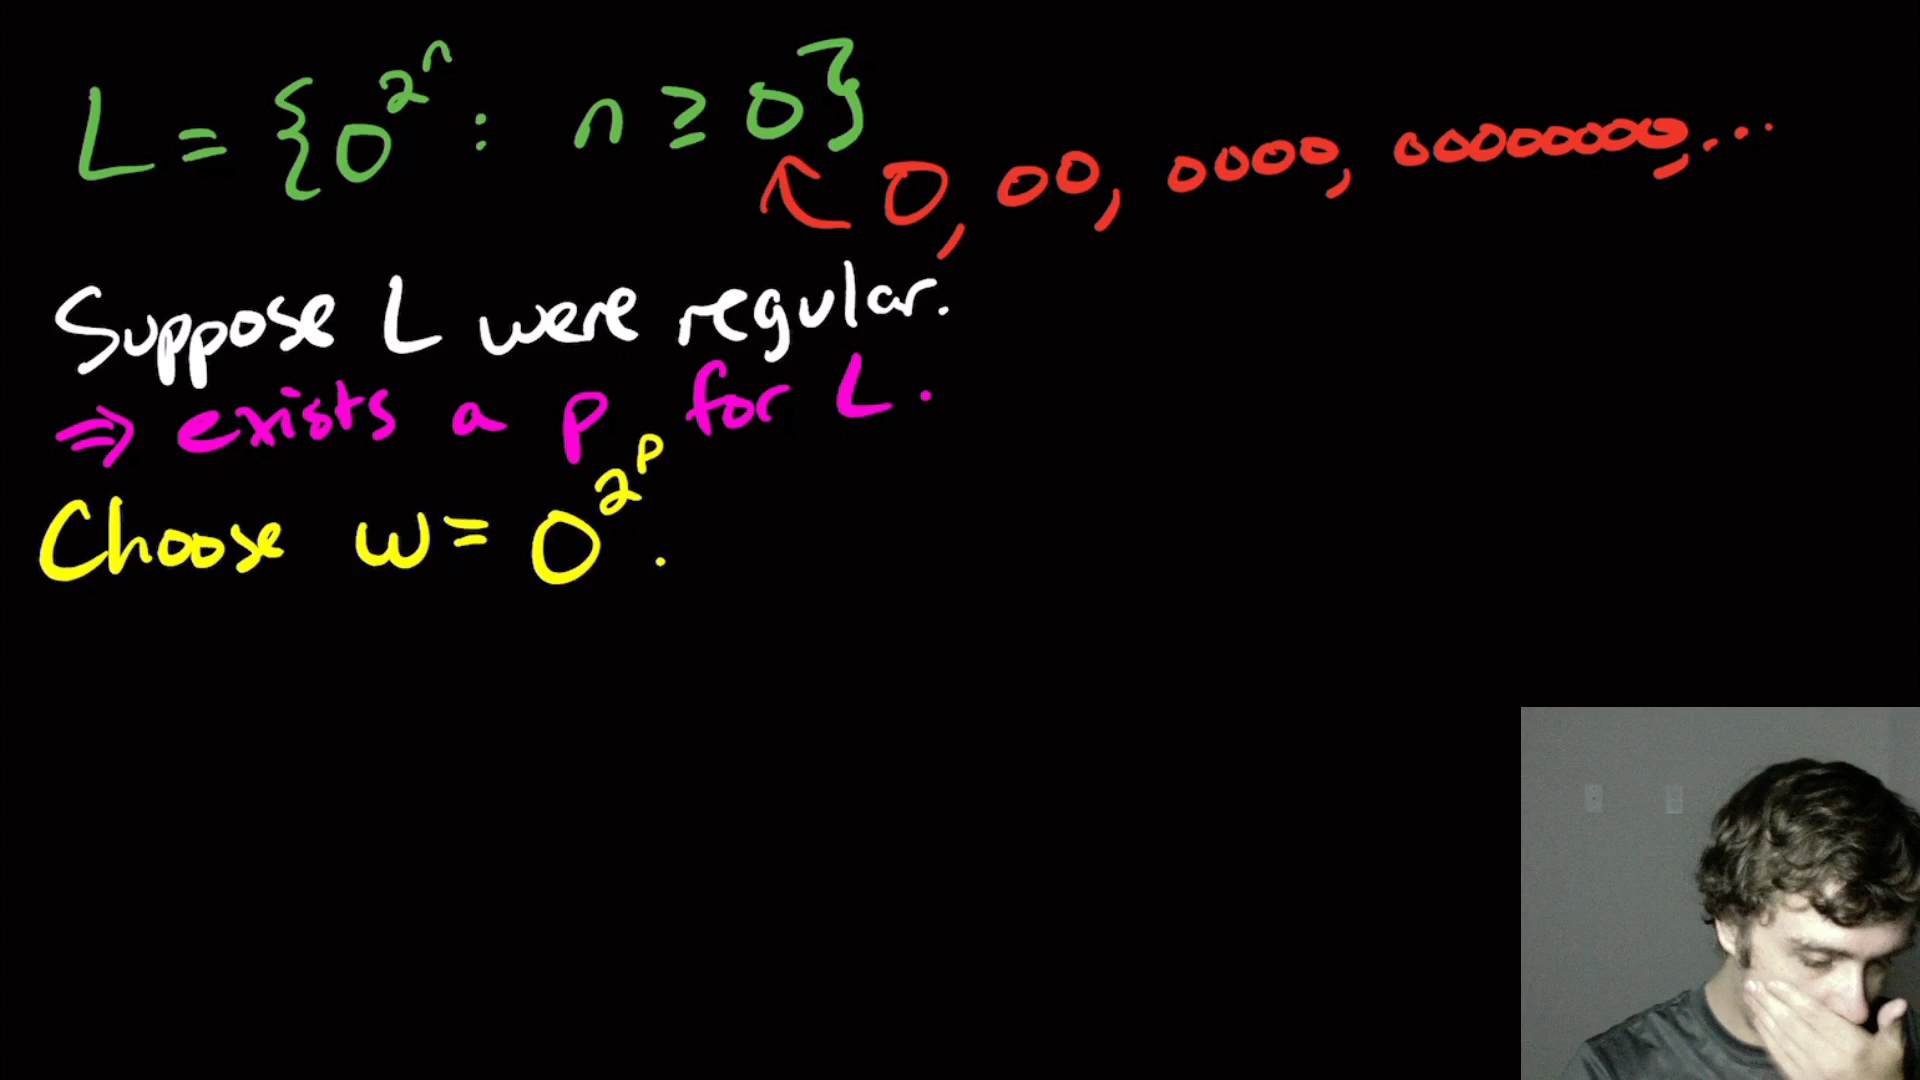 L = {0^{2^n} : n ≥ 0}
0, 00, 0000, 00000000, ...
Suppose L were regular.
⇒ exists a p for L.
Choose w = 0^{2^p}.